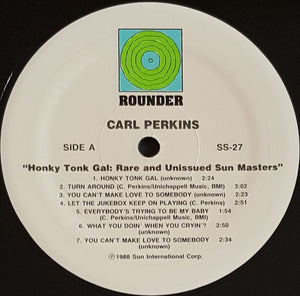 ROUNDER
CARL PERKINS
SIDE A SS-27
"Honky Tonk Gal: Rare and Unissued Sun Masters"
1. HONKY TONK GAL (unknown) 2:24
2. TURN AROUND (C. Perkins/Unichappell Music, BMI) 3:02
3. YOU CAN'T MAKE LOVE TO SOMEBODY (unknown) 2:38
4. LET THE JUKEBOX KEEP ON PLAYING (C. Perkins)
5. EVERYBODY'S TRYING TO BE MY BABY 1:54
(C. Perkins/Unichappell Music, BMI)
6. WHAT YOU DOIN' WHEN YOU CRYIN'? 2:50
(unknown)
7. YOU CAN'T MAKE LOVE TO SOMEBODY 2:34
(unknown)
℗1988 Sun International Corp.